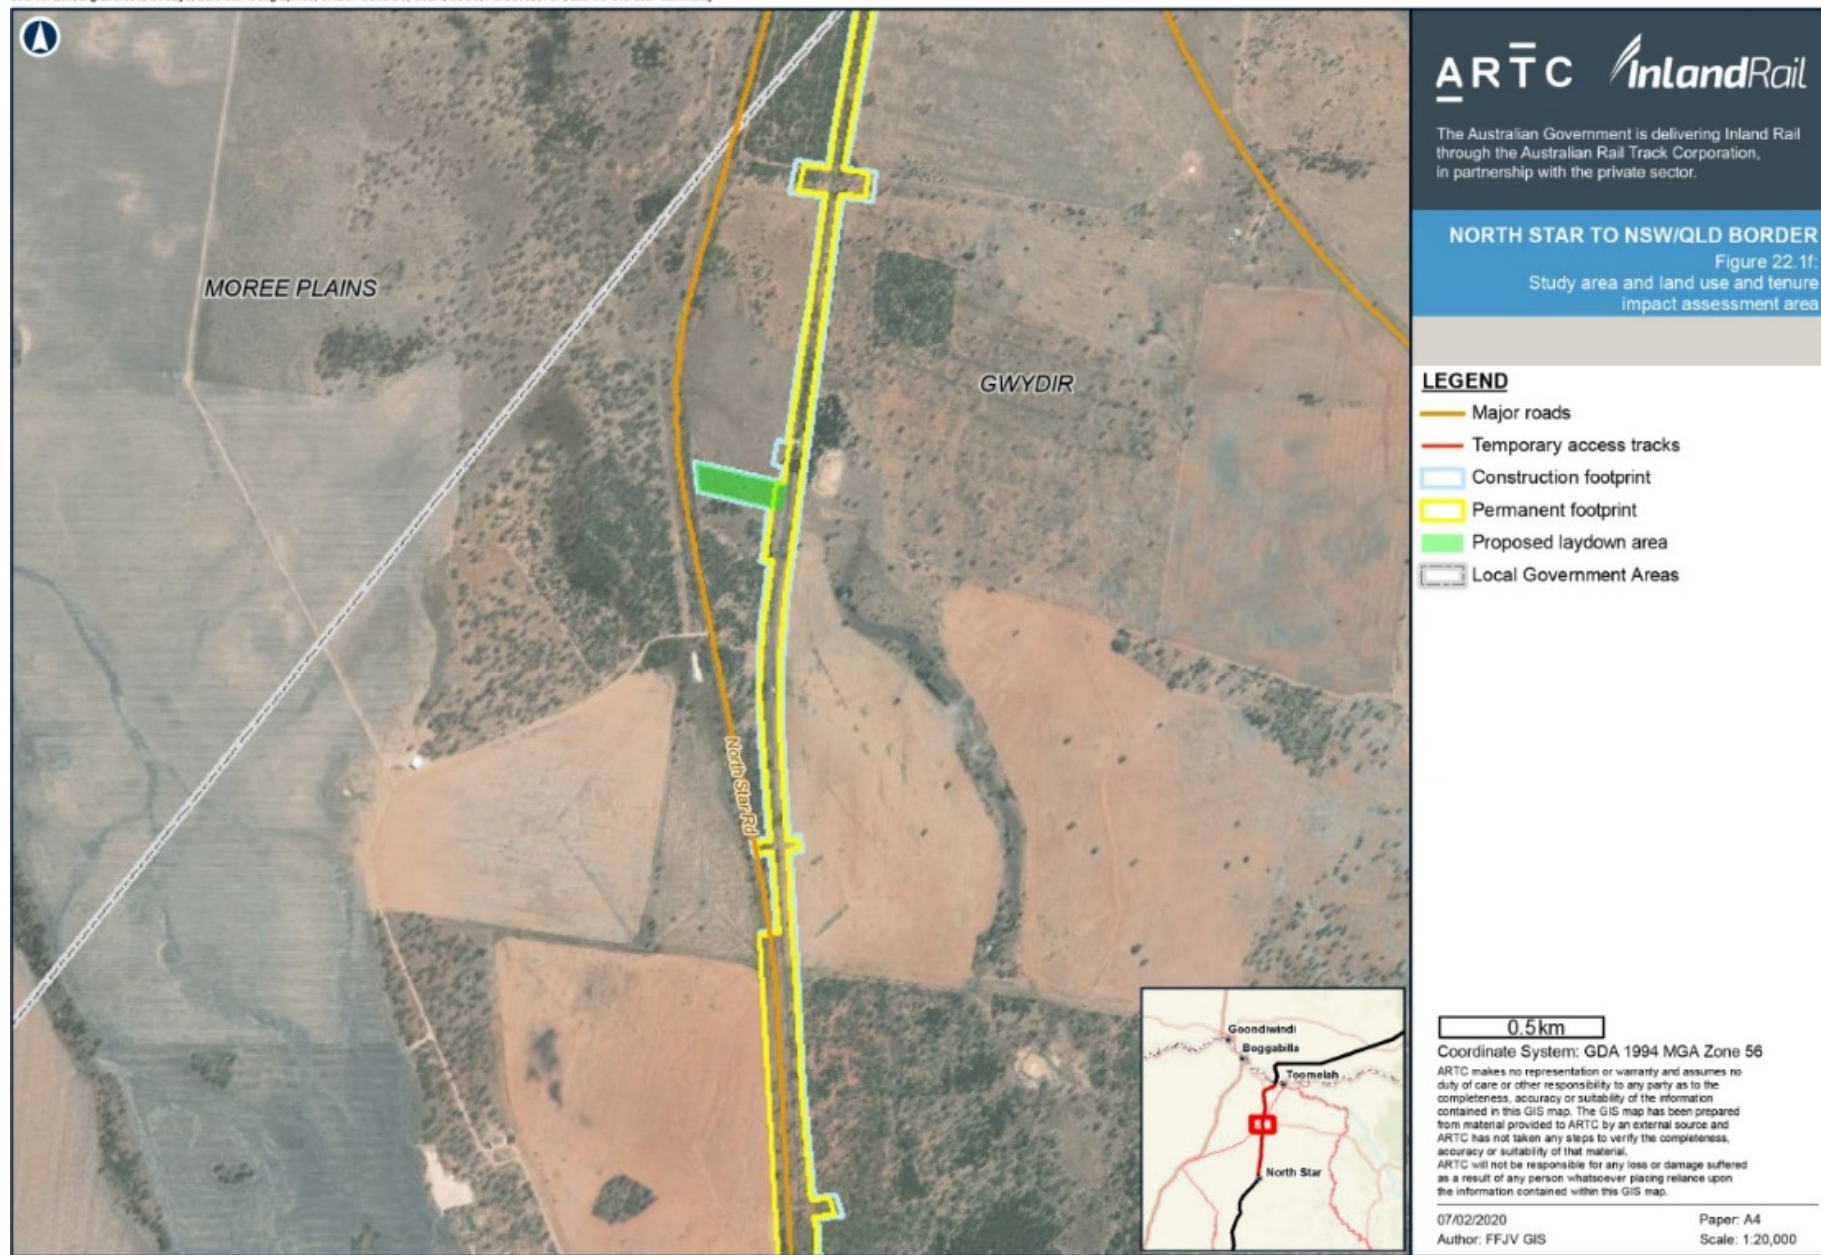 MOREE PLAINS
GWYDIR
North Star Rd
Goondiwindi
Boggabilla
Toomelah
North Star
ARTC InlandRail
The Australian Government is delivering Inland Rail
through the Australian Rail Track Corporation,
in partnership with the private sector.
NORTH STAR TO NSW/QLD BORDER
Figure 22.1f:
Study area and land use and tenure
impact assessment area
LEGEND
Major roads
Temporary access tracks
Construction footprint
Permanent footprint
Proposed laydown area
Local Government Areas
0.5km
Coordinate System: GDA 1994 MGA Zone 56
ARTC makes no representation or warranty and assumes no
duty of care or other responsibility to any party as to the
completeness, accuracy or suitability of the information
contained in this GIS map. The GIS map has been prepared
from material provided to ARTC by an external source and
ARTC has not taken any steps to verify the completeness,
accuracy or suitability of that material.
ARTC will not be responsible for any loss or damage suffered
as a result of any person whatsoever placing reliance upon
the information contained within this GIS map.
07/02/2020 Paper: A4
Author: FFJV GIS Scale: 1:20,000